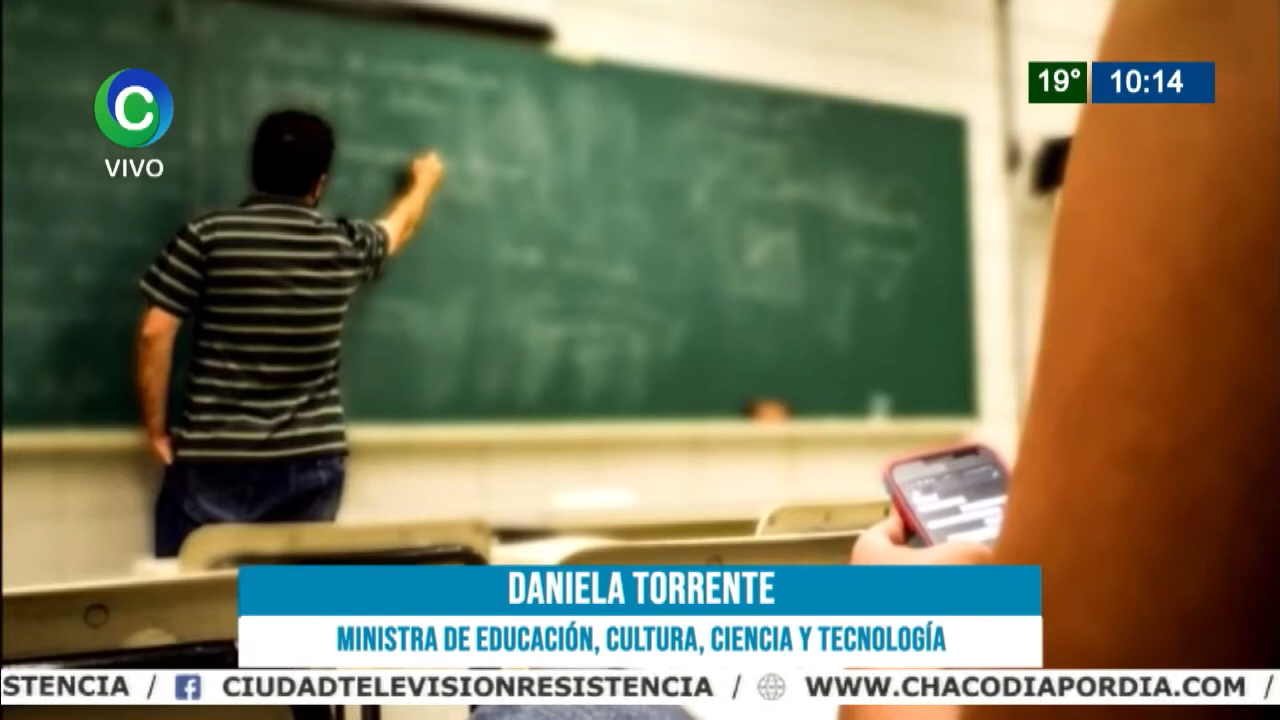 C
VIVO
19° 10:14
DANIELA TORRENTE
MINISTRA DE EDUCACIÓN, CULTURA, CIENCIA Y TECNOLOGÍA
STENCIA / CIUDADTELEVISIONRESISTENCIA / WWW.CHACODIAPORDIA.COM /